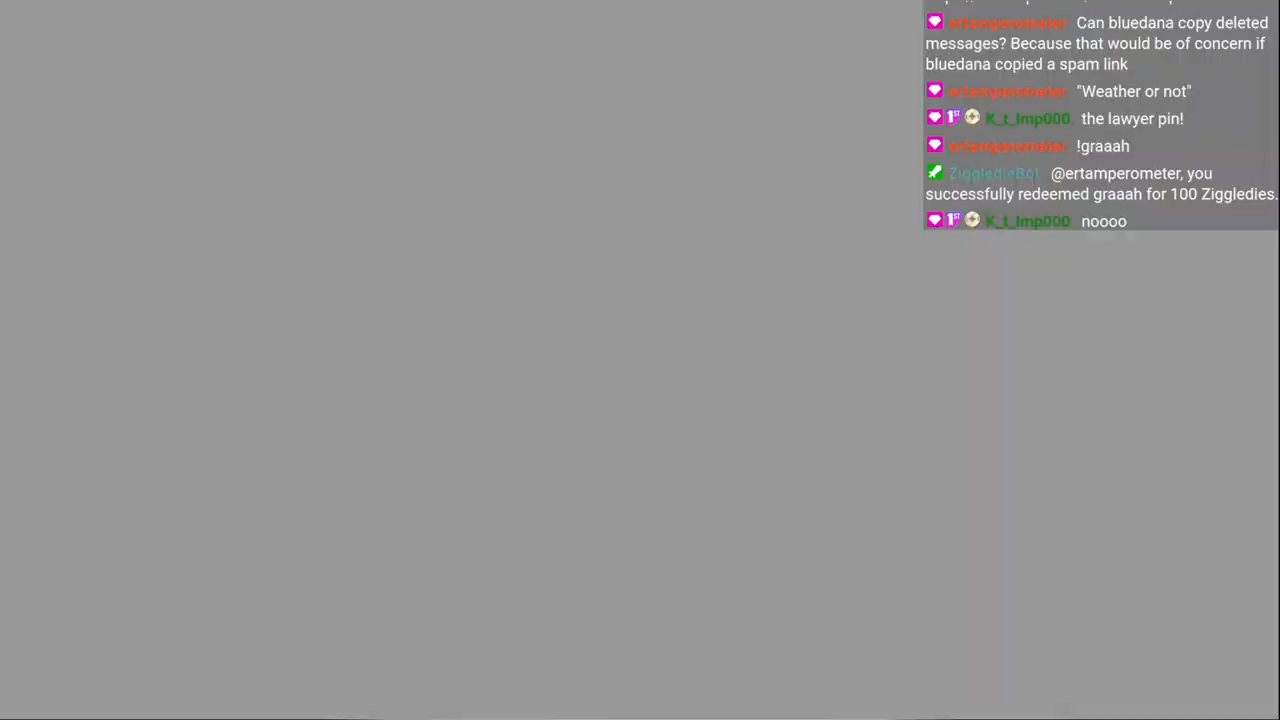 ertamperometer: Can bluedana copy deleted
messages? Because that would be of concern if
bluedana copied a spam link
ertamperometer: "Weather or not"
1ST K_t_Imp000: the lawyer pin!
ertamperometer: !graaah
ZiggledieBot: @ertamperometer, you
successfully redeemed graaah for 100 Ziggledies.
1ST K_t_Imp000: noooo